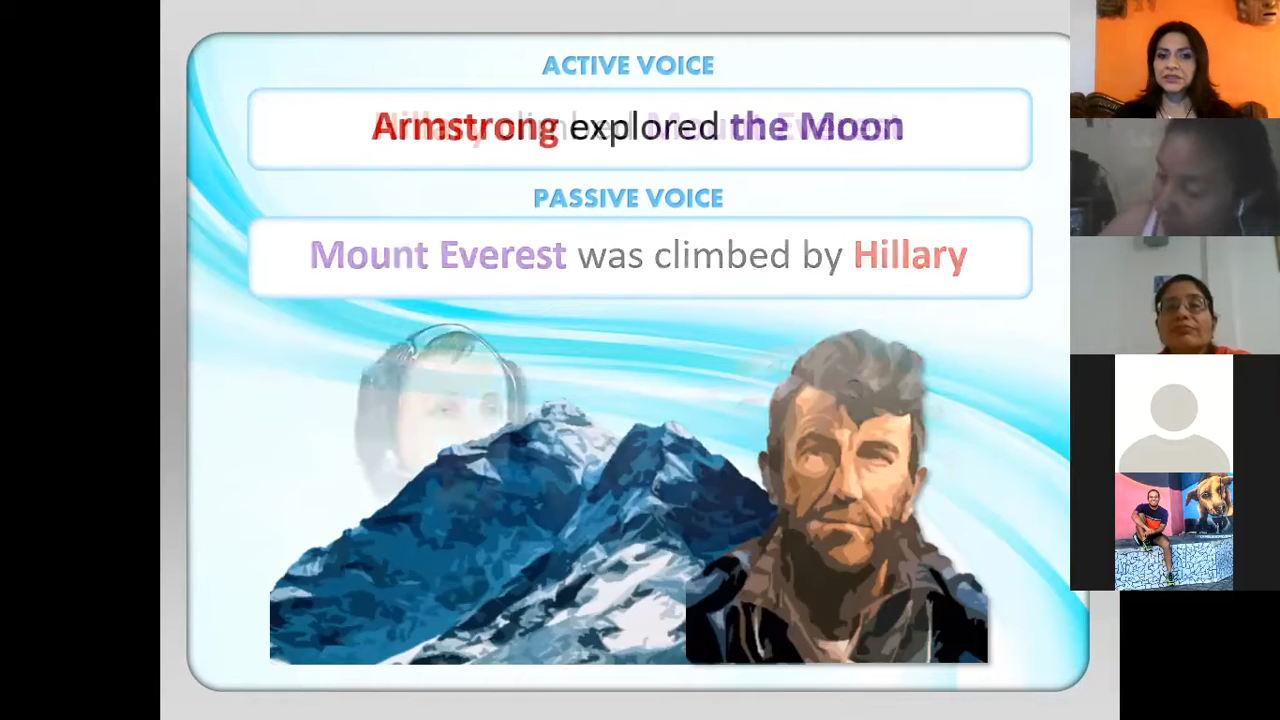 ACTIVE VOICE
Armstrong explored the Moon
PASSIVE VOICE
Mount Everest was climbed by Hillary